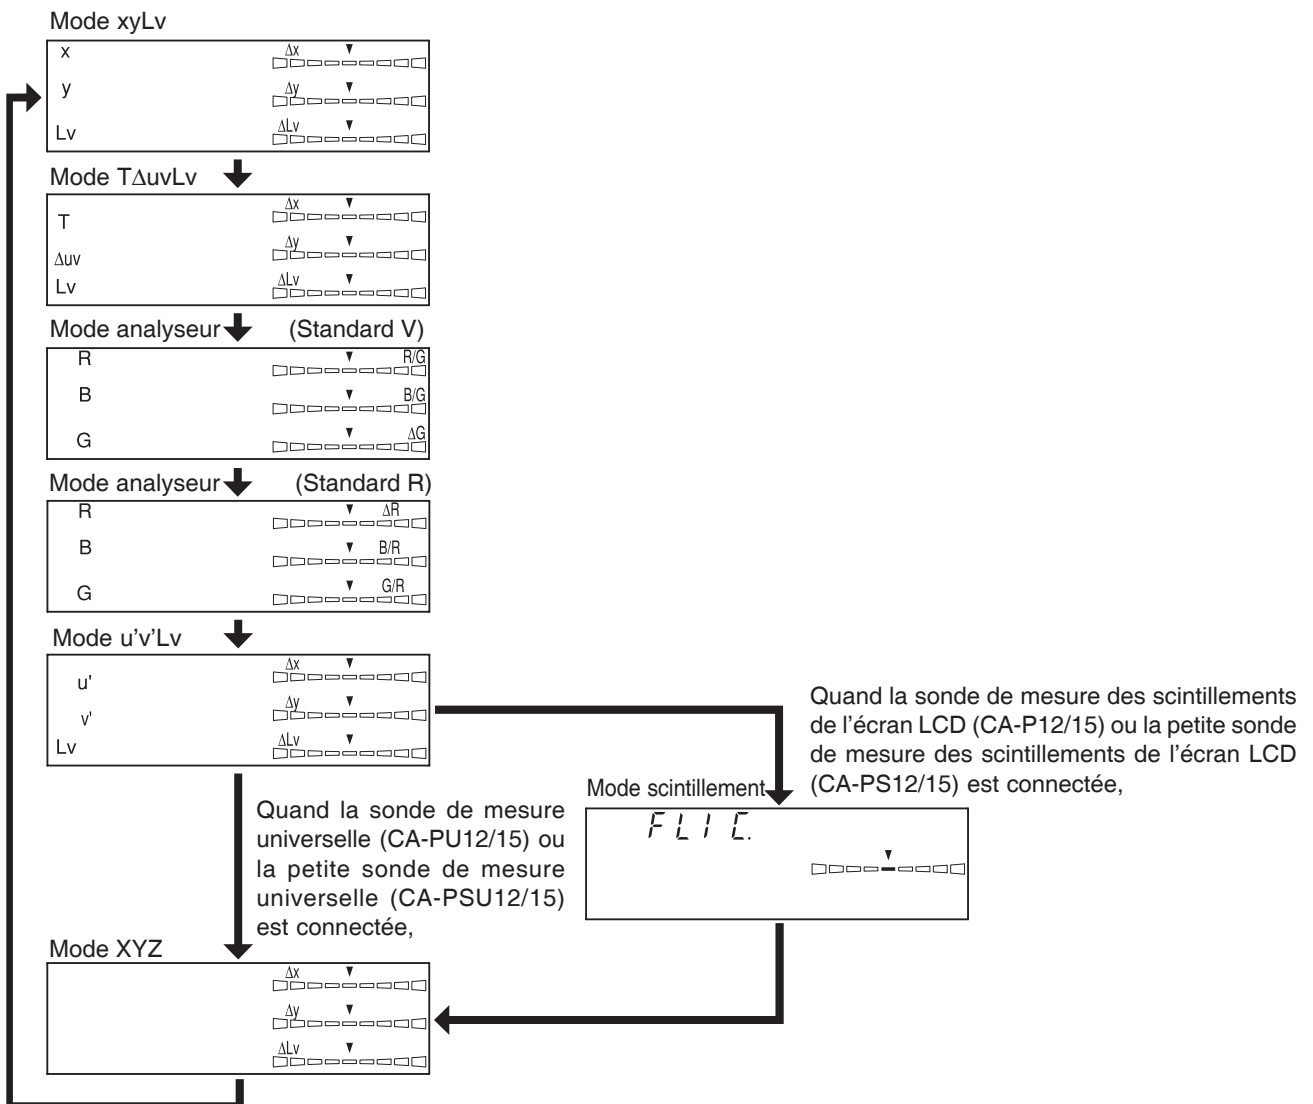 Mode xyLv
x Δx
y Δy
Lv ΔLv
Mode TΔuvLv
Δx
T
Δy
Δuv
Lv ΔLv
Mode analyseur (Standard V)
R R/G
B B/G
G ΔG
Mode analyseur (Standard R)
R ΔR
B B/R
G G/R
Mode u'v'Lv
Δx
u'
Δy
v'
Lv ΔLv
Quand la sonde de mesure des scintillements
de l'écran LCD (CA-P12/15) ou la petite sonde
de mesure des scintillements de l'écran LCD
(CA-PS12/15) est connectée,
Mode scintillement
FLIC.
Quand la sonde de mesure
universelle (CA-PU12/15) ou
la petite sonde de mesure
universelle (CA-PSU12/15)
est connectée,
Mode XYZ
Δx
Δy
ΔLv